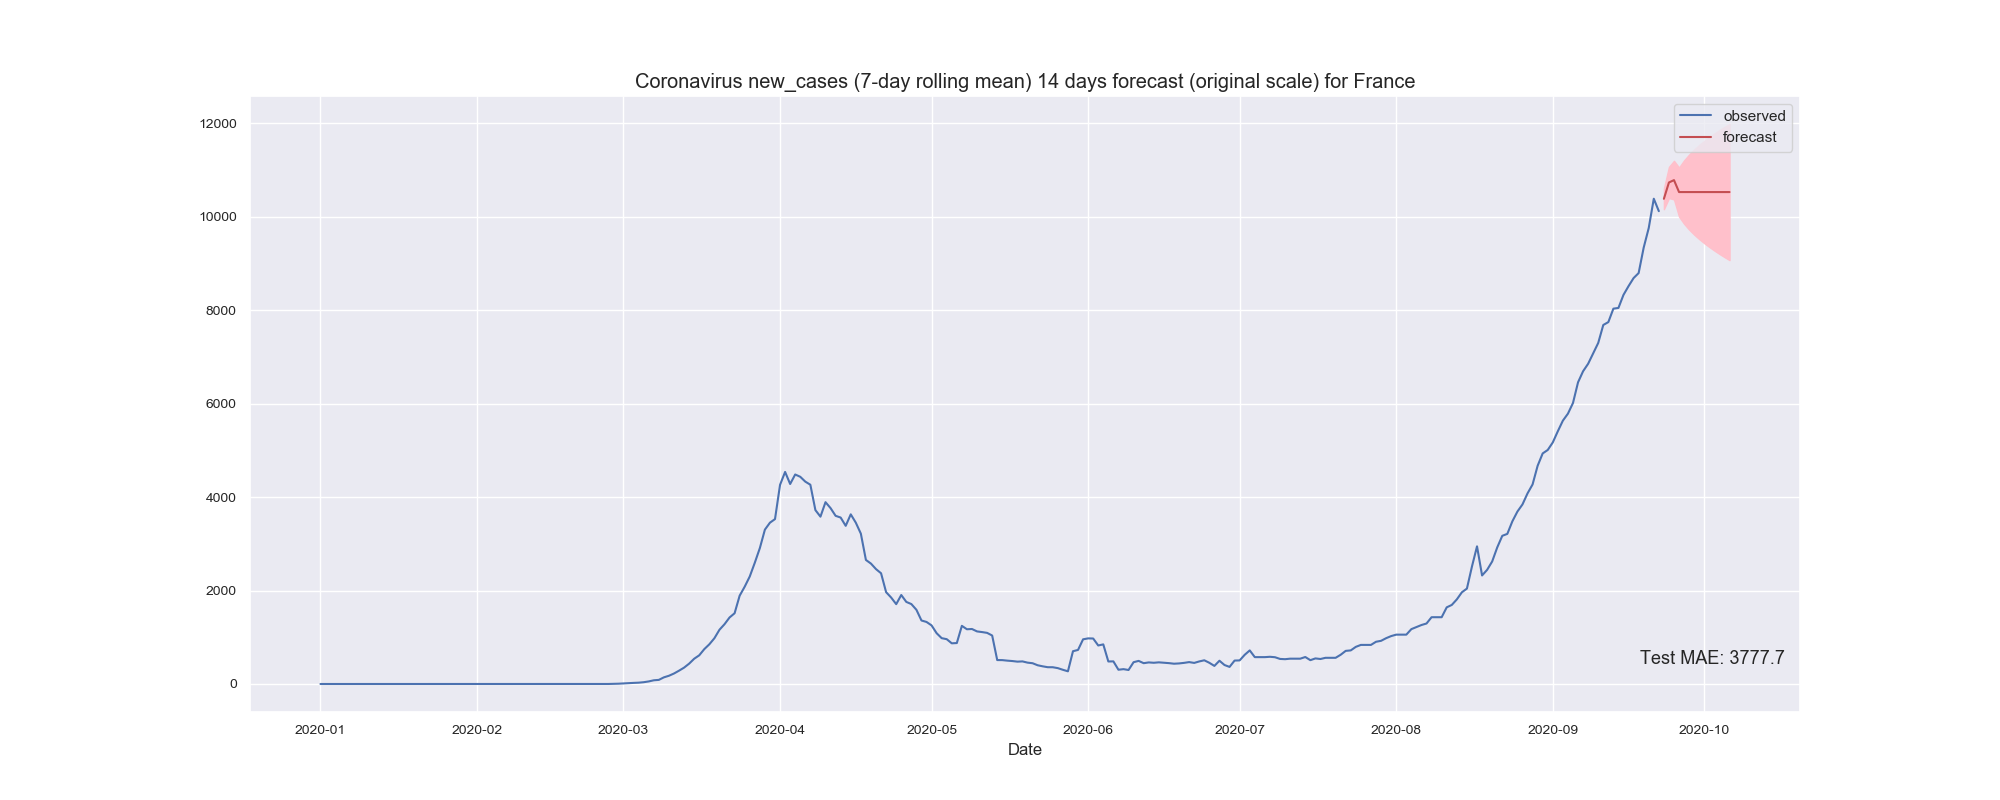 Coronavirus new_cases (7-day rolling mean) 14 days forecast (original scale) for France
observed
forecast
12000
10000
8000
6000
4000
2000
0
Test MAE: 3777.7
2020-01 2020-02 2020-03 2020-04 2020-05 2020-06 2020-07 2020-08 2020-09 2020-10
Date